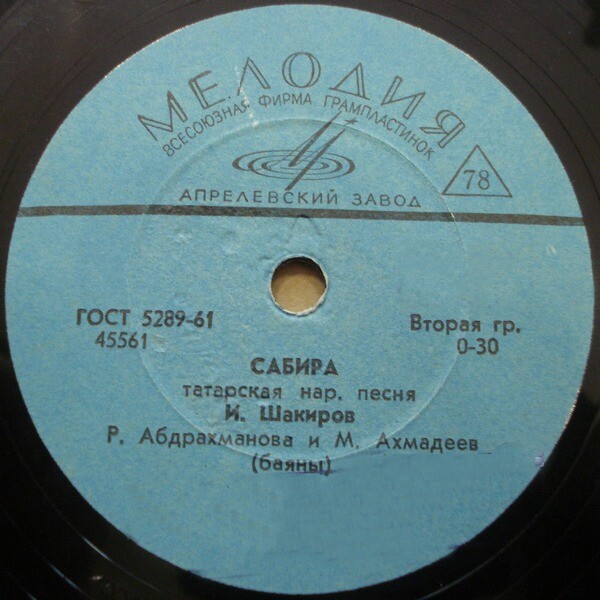 МЕЛОДИЯ
ВСЕСОЮЗНАЯ ФИРМА ГРАМПЛАСТИНОК
78
АПРЕЛЕВСКИЙ ЗАВОД
ГОСТ 5289-61
45561
Вторая гр.
0-30
САБИРА
татарская нар. песня
И. Шакиров
Р. Абдрахманова и М. Ахмадеев
(баяны)